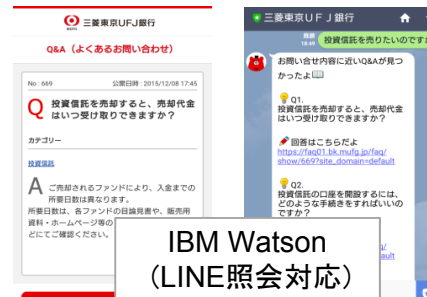 三菱東京UFJ銀行
Q&A（よくあるお問い合わせ）
No : 669
公開日時 : 2015/12/08 17:45
Q 投資信託を売却すると、売却代金
はいつ受け取りできますか？
カテゴリー
投資信託
A ご売却されるファンドにより、入金までの
所要日数は異なります。
所要日数は、各ファンドの目論見書や、販売用
資料・ホームページ等の
どにてご確認ください。
三菱東京ＵＦＪ銀行
既読
18:49
投資信託を売りたいのですが
お問い合せ内容に近いQ&Aが見つ
かったよ
Q1.
投資信託を売却すると、売却代金
はいつ受け取りできますか？
回答はこちらだよ
https://faq01.bk.mufg.jp/faq/
show/669?site_domain=default
Q2.
投資信託の口座を開設するには、
どのような手続きをすればいいの
ですか？
IBM Watson
（LINE照会対応）